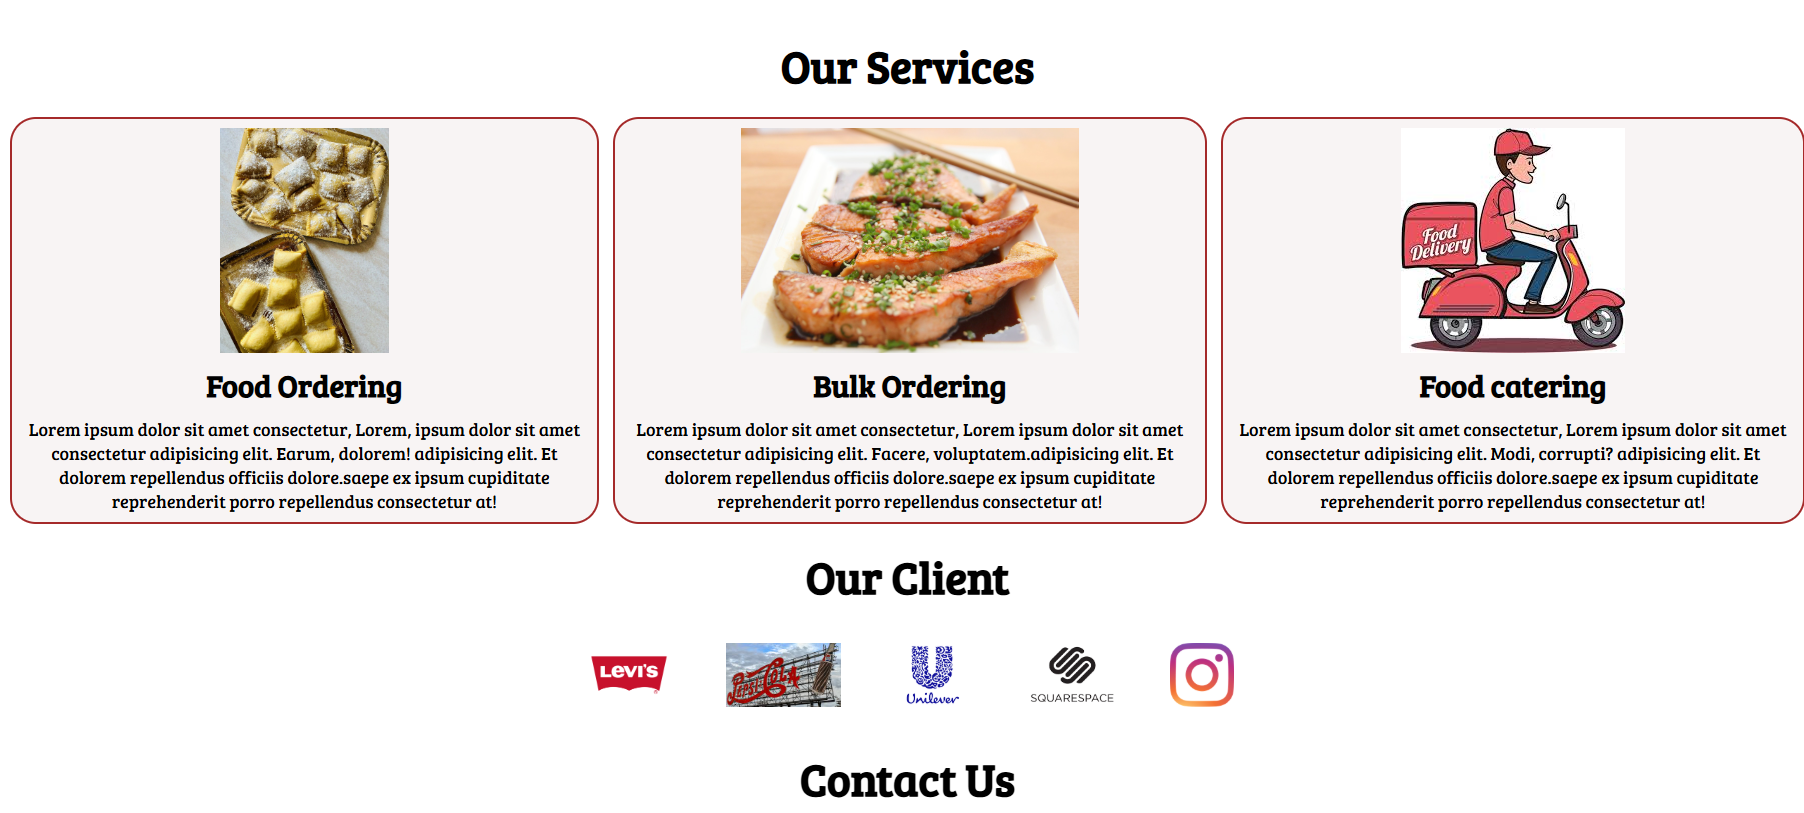 Our Services
Food
Delivery
Food Ordering
Lorem ipsum dolor sit amet consectetur, Lorem, ipsum dolor sit amet
consectetur adipisicing elit. Earum, dolorem! adipisicing elit. Et
dolorem repellendus officiis dolore.saepe ex ipsum cupiditate
reprehenderit porro repellendus consectetur at!
Bulk Ordering
Lorem ipsum dolor sit amet consectetur, Lorem ipsum dolor sit amet
consectetur adipisicing elit. Facere, voluptatem.adipisicing elit. Et
dolorem repellendus officiis dolore.saepe ex ipsum cupiditate
reprehenderit porro repellendus consectetur at!
Food catering
Lorem ipsum dolor sit amet consectetur, Lorem ipsum dolor sit amet
consectetur adipisicing elit. Modi, corrupti? adipisicing elit. Et
dolorem repellendus officiis dolore.saepe ex ipsum cupiditate
reprehenderit porro repellendus consectetur at!
Our Client
Levi's
Pepsi-Cola
Unilever
SQUARESPACE
Contact Us